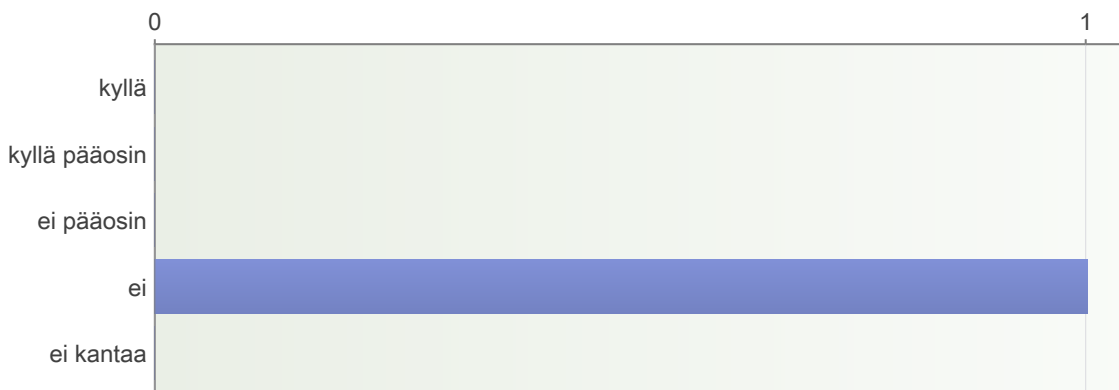 0 1
kyllä
kyllä pääosin
ei pääosin
ei
ei kantaa